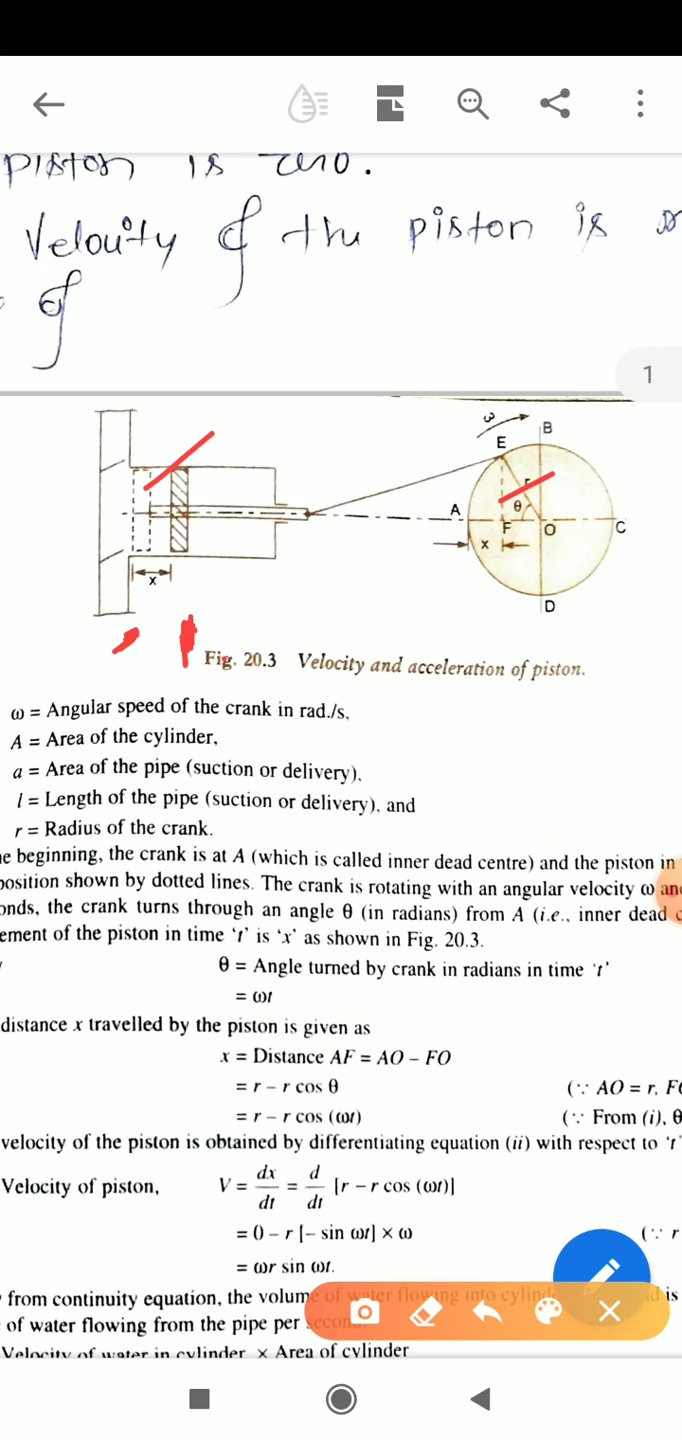 piston is zero.
Velouity of the piston is
of
1
ω
B
E
r
A
θ
F
O
C
x
x
D
Fig. 20.3 Velocity and acceleration of piston.
ω = Angular speed of the crank in rad./s,
A = Area of the cylinder,
a = Area of the pipe (suction or delivery),
l = Length of the pipe (suction or delivery), and
r = Radius of the crank.
e beginning, the crank is at A (which is called inner dead centre) and the piston in
position shown by dotted lines. The crank is rotating with an angular velocity ω an
onds, the crank turns through an angle θ (in radians) from A (i.e., inner dead c
ement of the piston in time 't' is 'x' as shown in Fig. 20.3.
θ = Angle turned by crank in radians in time 't'
= ωt
distance x travelled by the piston is given as
x = Distance AF = AO – FO
= r – r cos θ (∵ AO = r, F
= r – r cos (ωt) (∵ From (i), θ
velocity of the piston is obtained by differentiating equation (ii) with respect to 't'
Velocity of piston, V = dx/dt = d/dt [r – r cos (ωt)]
= 0 – r [– sin ωt] × ω (∵ r
= ωr sin ωt.
from continuity equation, the volume of water flowing into cylind is
of water flowing from the pipe per second
Velocity of water in cylinder × Area of cylinder